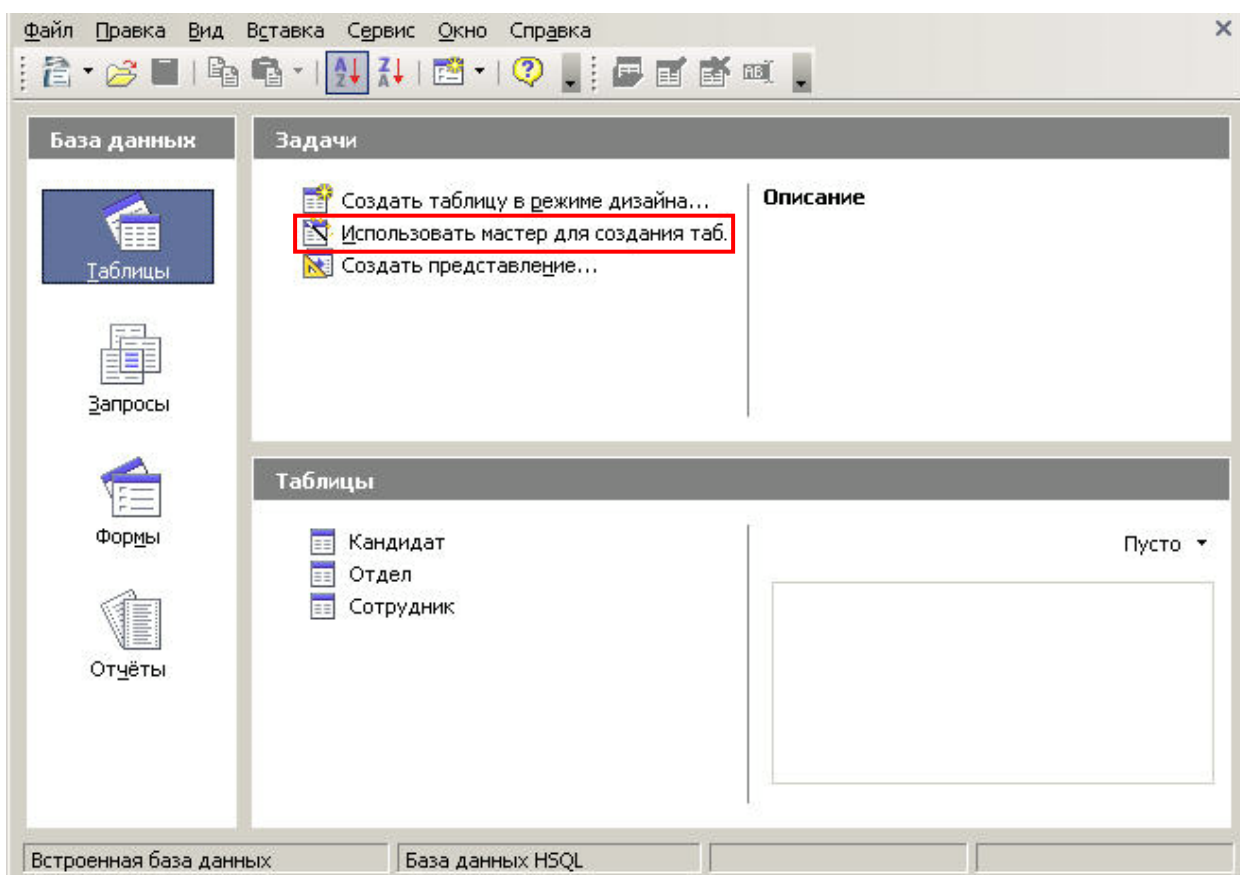 Файл Правка Вид Вставка Сервис Окно Справка
База данных
Задачи
Таблицы
Запросы
Формы
Отчёты
Создать таблицу в режиме дизайна...
Использовать мастер для создания таб.
Создать представление...
Описание
Таблицы
Кандидат
Отдел
Сотрудник
Пусто
Встроенная база данных
База данных HSQL